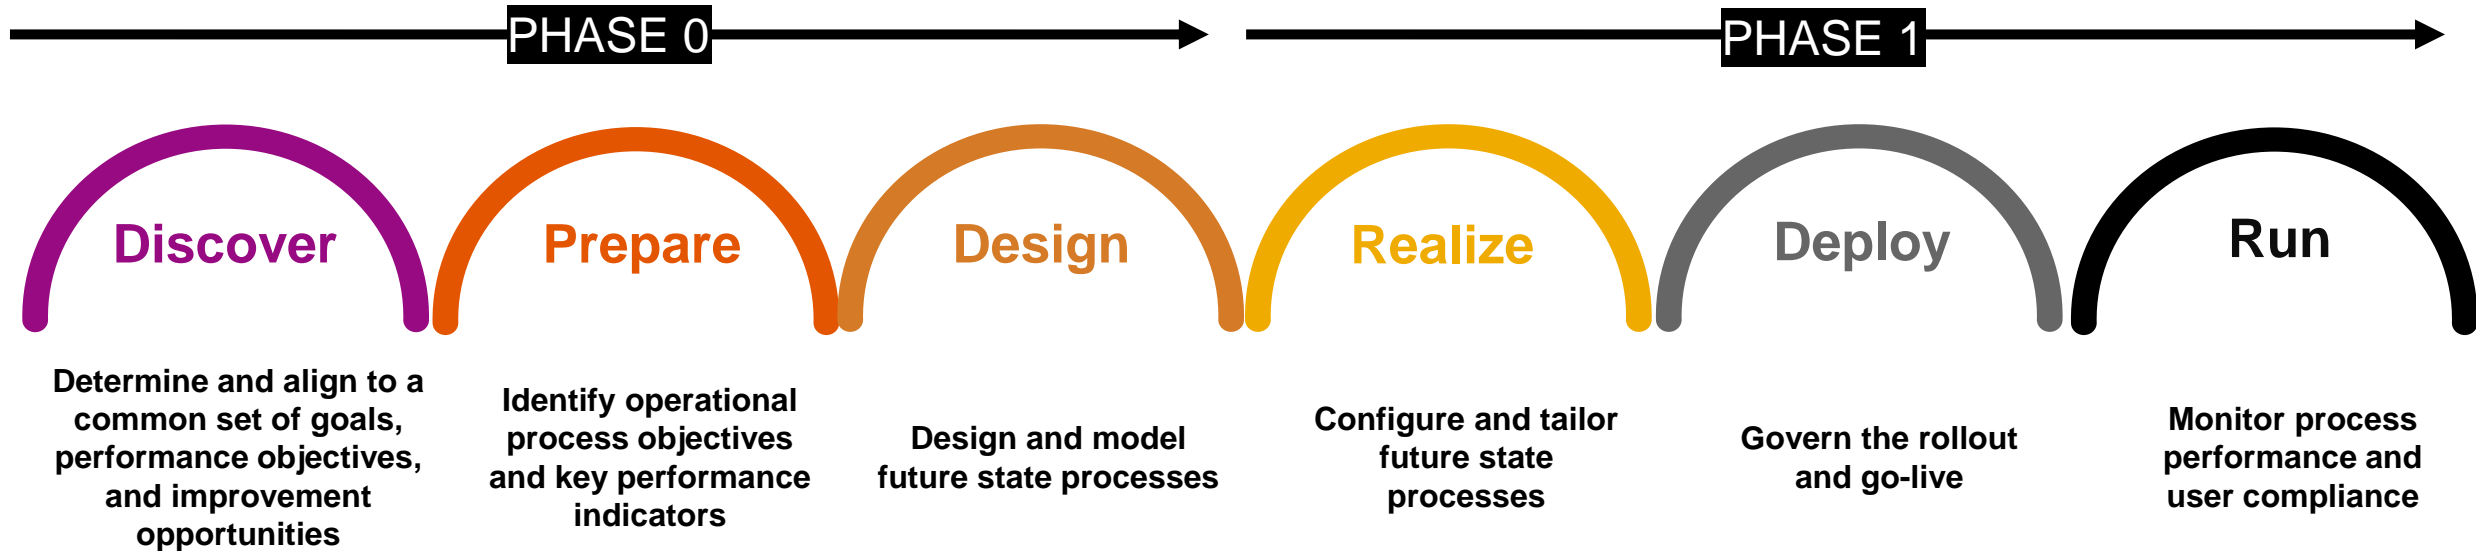 PHASE 0
PHASE 1
Discover
Prepare
Design
Realize
Deploy
Run
Determine and align to a
common set of goals,
performance objectives,
and improvement
opportunities
Identify operational
process objectives
and key performance
indicators
Design and model
future state processes
Configure and tailor
future state
processes
Govern the rollout
and go-live
Monitor process
performance and
user compliance